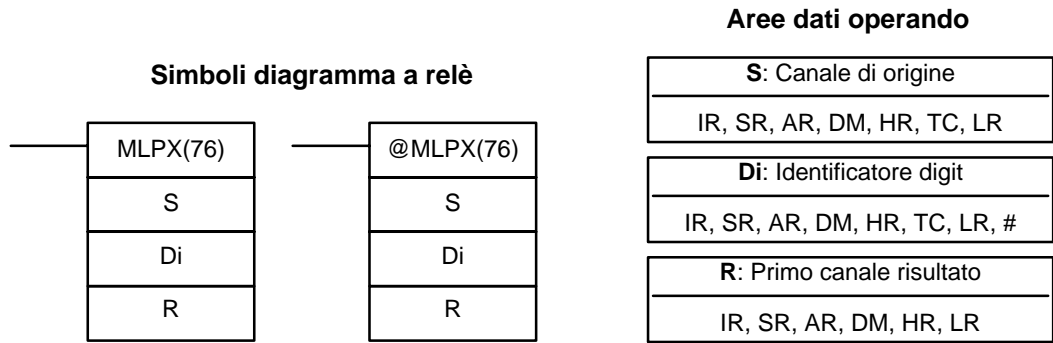 Simboli diagramma a relè
MLPX(76)
S
Di
R
@MLPX(76)
S
Di
R
Aree dati operando
S: Canale di origine
IR, SR, AR, DM, HR, TC, LR
Di: Identificatore digit
IR, SR, AR, DM, HR, TC, LR, #
R: Primo canale risultato
IR, SR, AR, DM, HR, LR